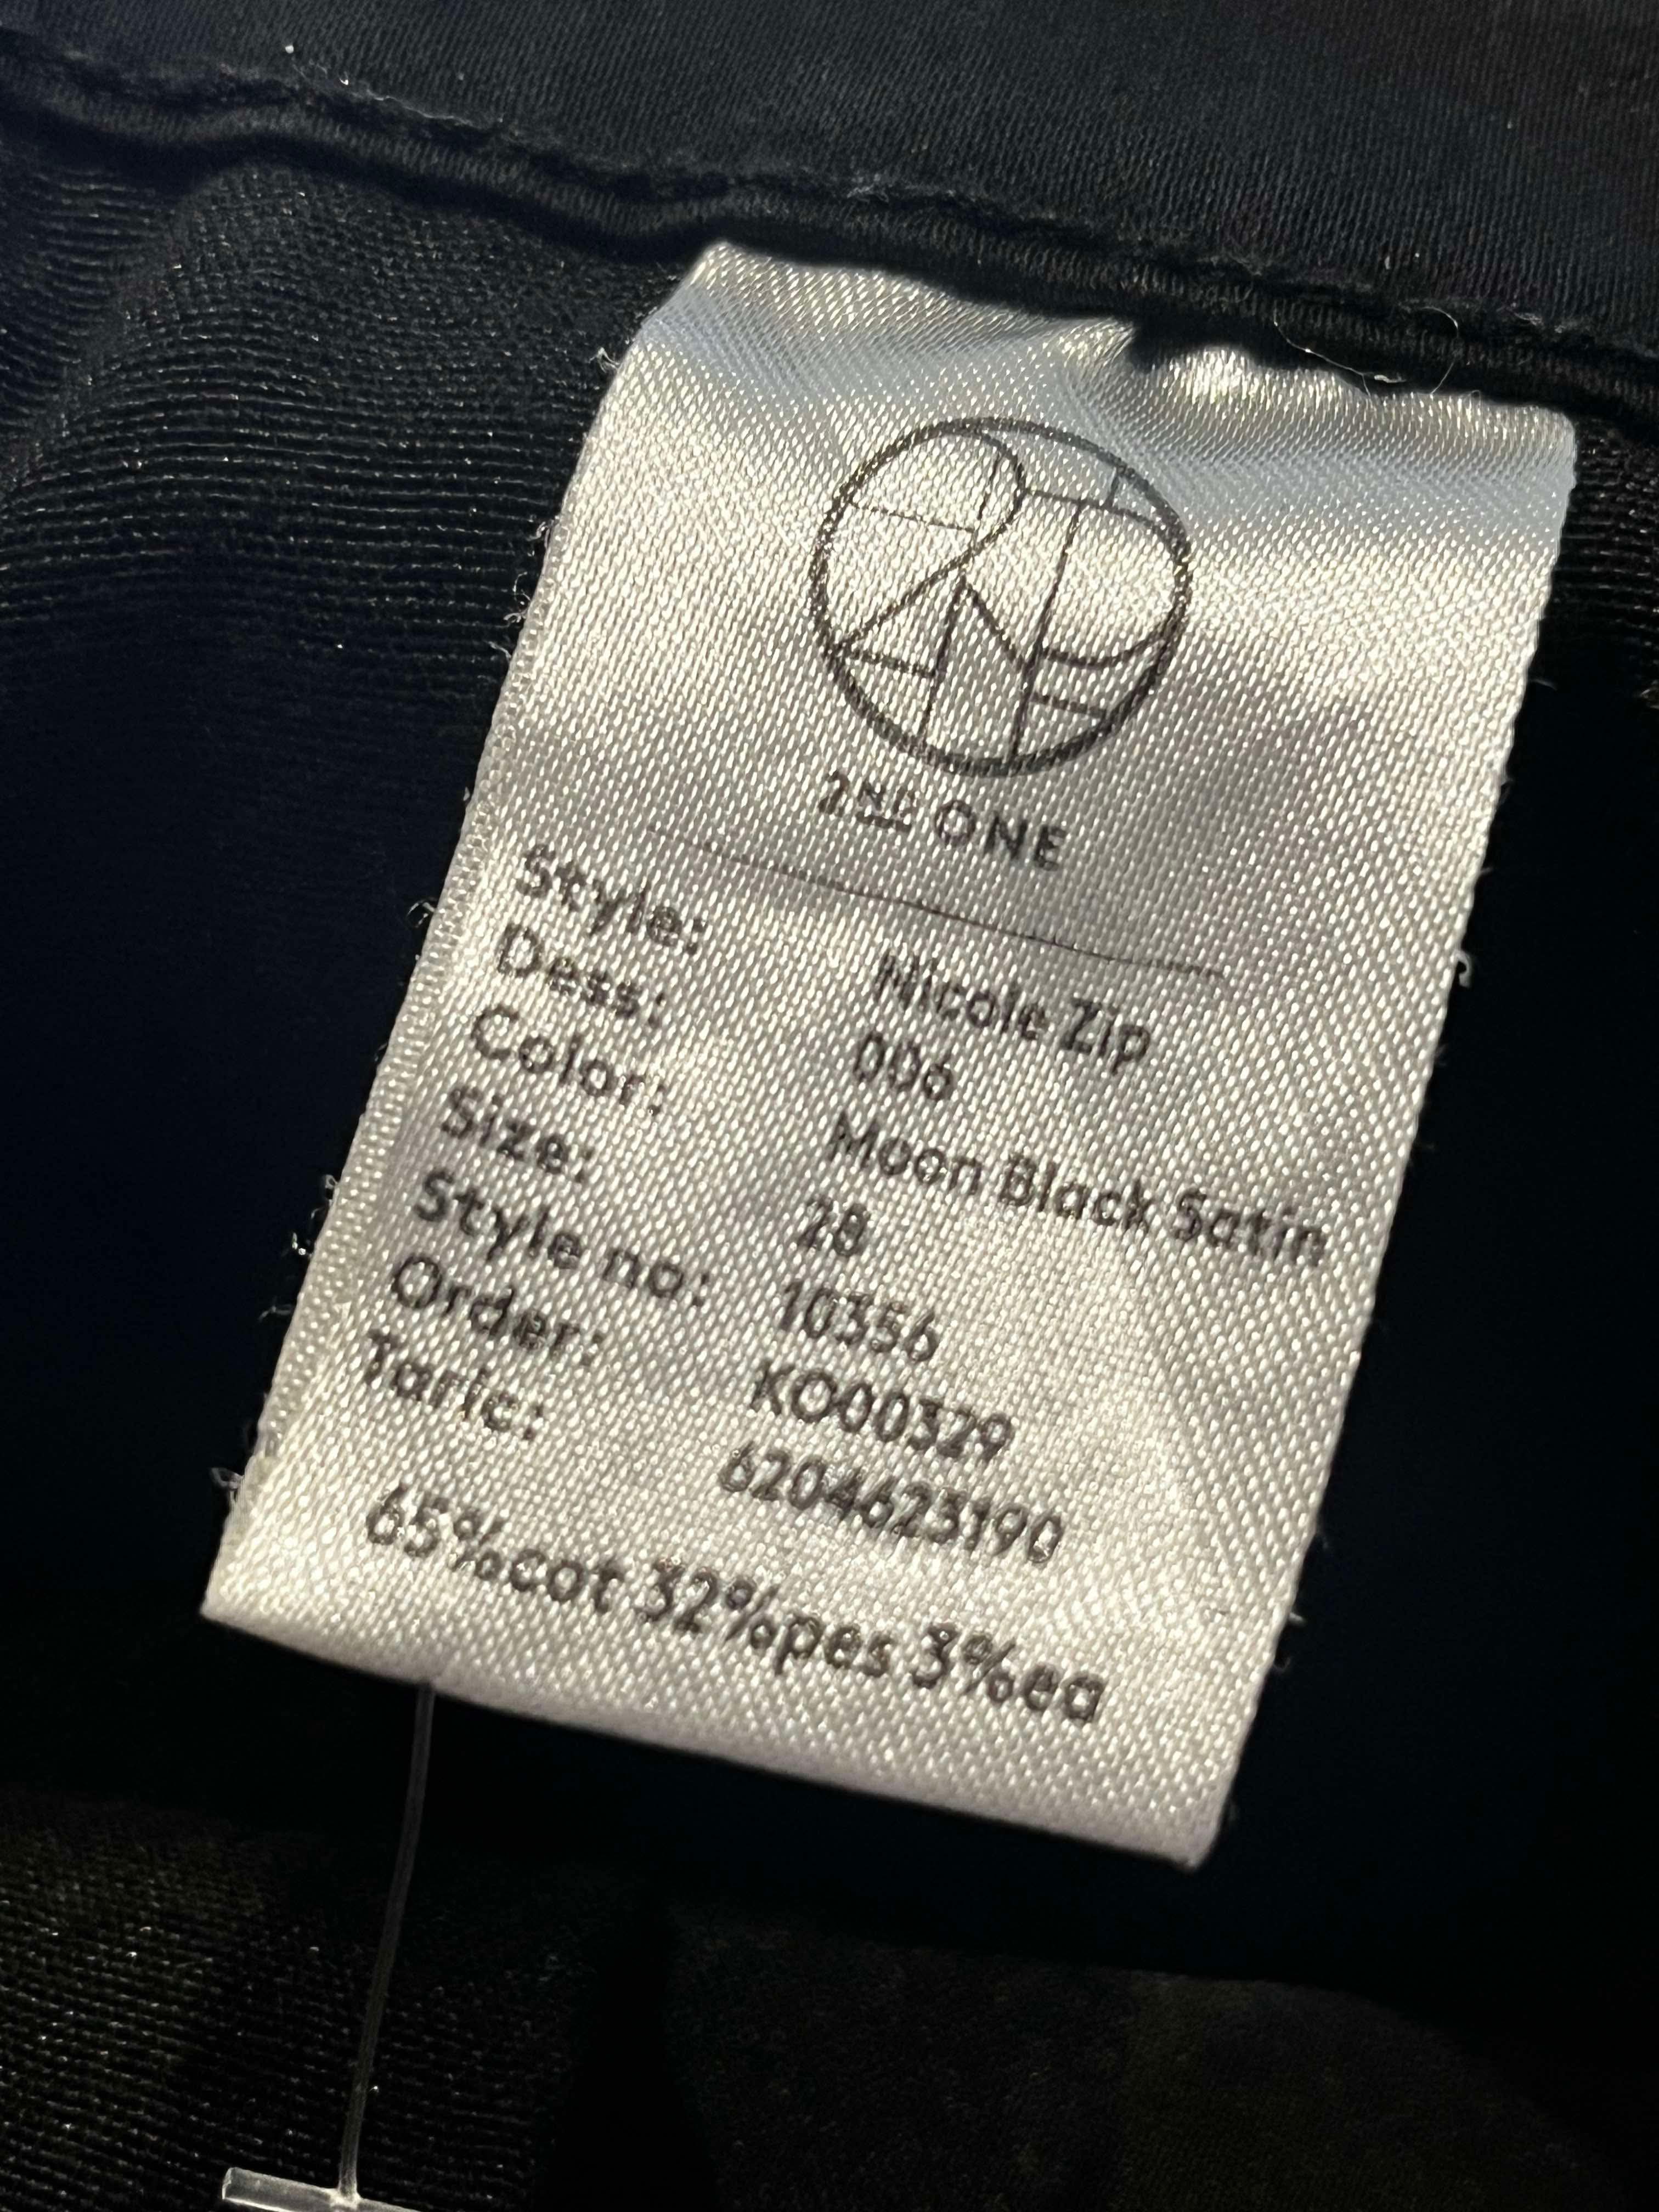 2ND ONE
Style: Nicole Zip
Dess: 006
Color: Moon Black Satin
Size: 28
Style no: 10356
Order: KO00329
Taric: 6204623190
65%cot 32%pes 3%ea